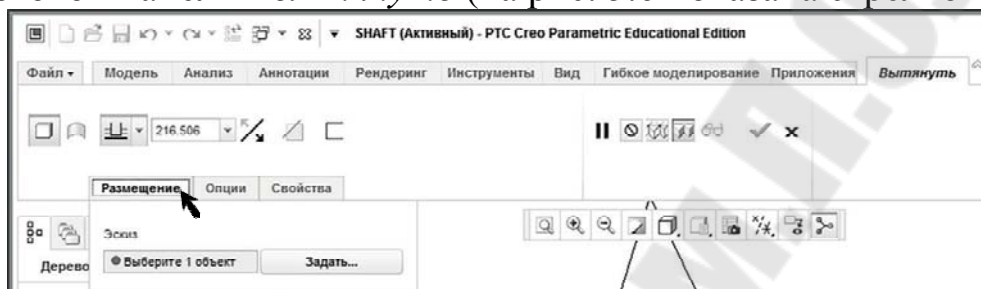 SHAFT (Активный) - PTC Creo Parametric Educational Edition
Файл Модель Анализ Аннотации Рендеринг Инструменты Вид Гибкое моделирование Приложения Вытянуть
216.506
Размещение Опции Свойства
Эскиз
Дерево
Выберите 1 объект Задать...